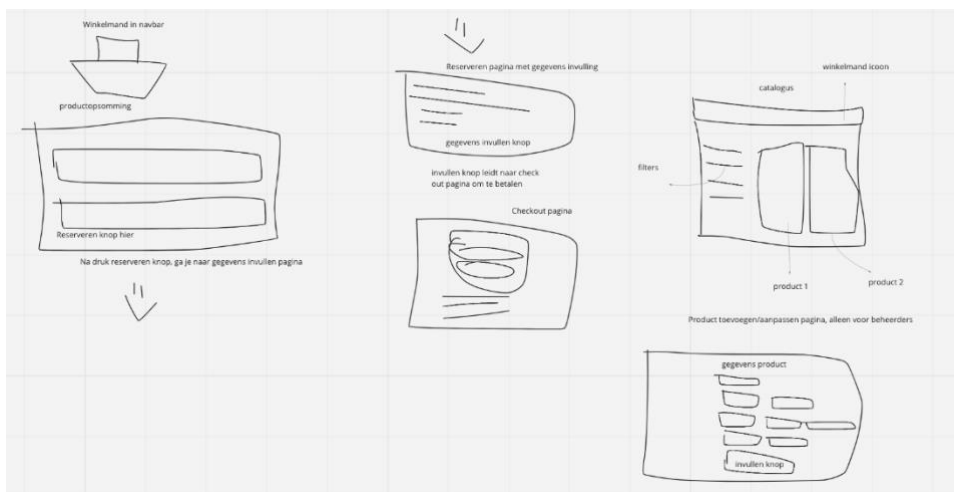 Winkelmand in navbar
productopsomming
Reserveren knop hier
Na druk reserveren knop, ga je naar gegevens invullen pagina
Reserveren pagina met gegevens invulling
gegevens invullen knop
invullen knop leidt naar check
out pagina om te betalen
Checkout pagina
winkelmand icoon
catalogus
filters
product 1
product 2
Product toevoegen/aanpassen pagina, alleen voor beheerders
gegevens product
invullen knop